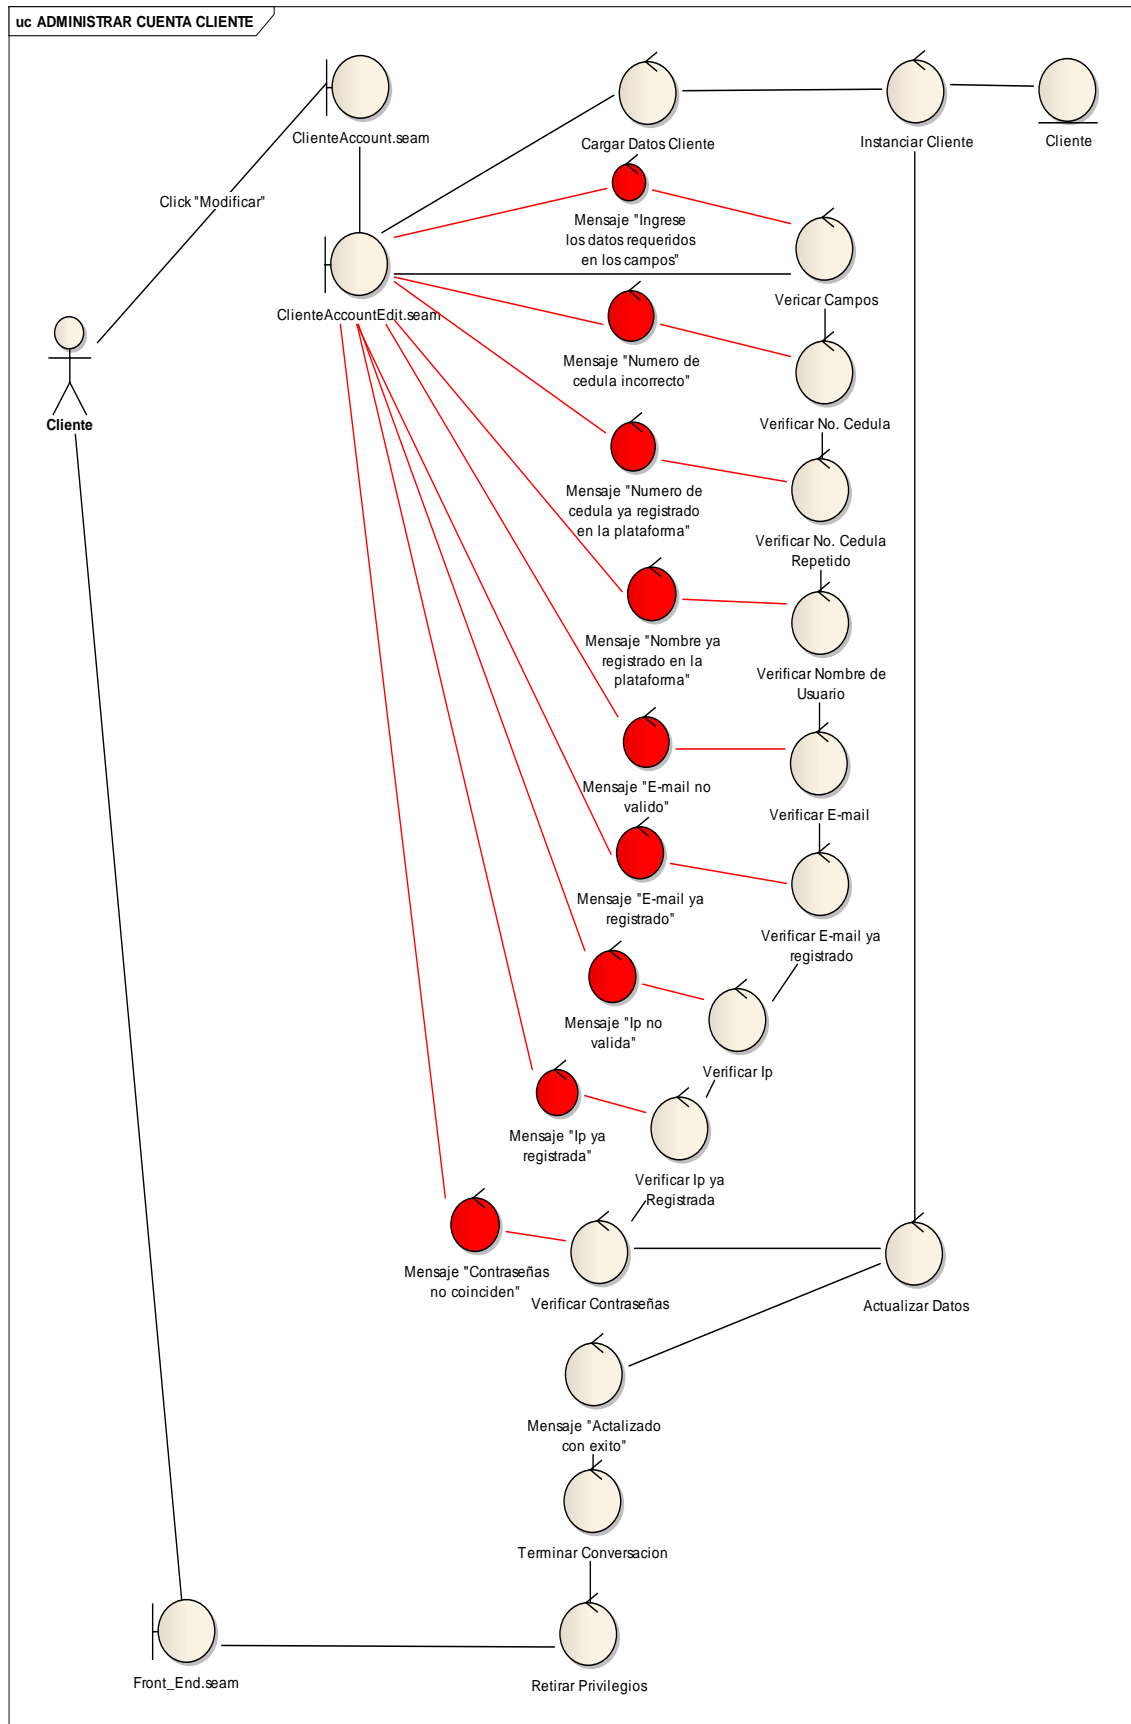 uc ADMINISTRAR CUENTA CLIENTE
ClienteAccount.seam
Cargar Datos Cliente
Instanciar Cliente
Cliente
Click "Modificar"
Mensaje "Ingrese
los datos requeridos
en los campos"
Vericar Campos
ClienteAccountEdit.seam
Mensaje "Numero de
cedula incorrecto"
Cliente
Verificar No. Cedula
Mensaje "Numero de
cedula ya registrado
en la plataforma"
Verificar No. Cedula
Repetido
Mensaje "Nombre ya
registrado en la
plataforma"
Verificar Nombre de
Usuario
Mensaje "E-mail no
valido"
Verificar E-mail
Mensaje "E-mail ya
registrado"
Verificar E-mail ya
registrado
Mensaje "Ip no
valida"
Verificar Ip
Mensaje "Ip ya
registrada"
Verificar Ip ya
Registrada
Mensaje "Contraseñas
no coinciden"
Verificar Contraseñas
Actualizar Datos
Mensaje "Actalizado
con exito"
Terminar Conversacion
Front_End.seam
Retirar Privilegios